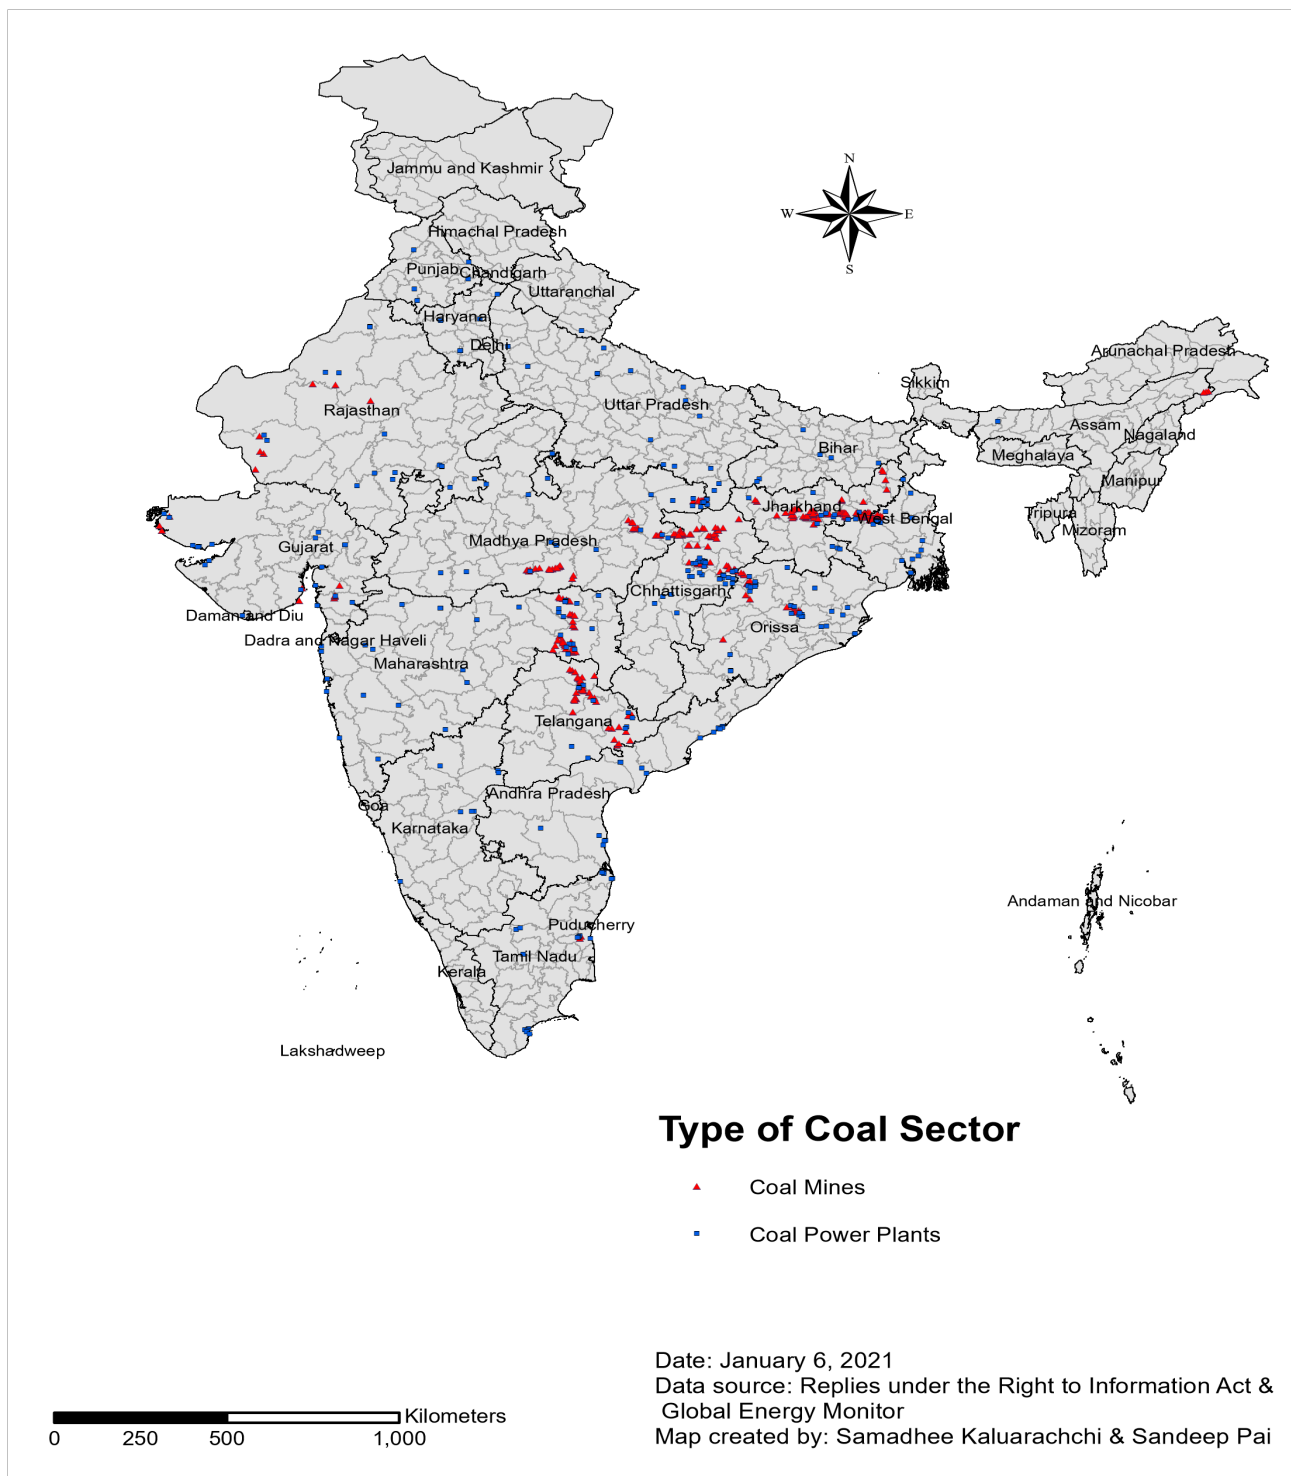 Jammu and Kashmir
N
W
E
S
Himachal Pradesh
Punjab
Chandigarh
Uttaranchal
Haryana
Delhi
Arunachal Pradesh
Sikkim
Rajasthan
Uttar Pradesh
Assam
Nagaland
Bihar
Meghalaya
Manipur
Jharkhand
West Bengal
Tripura
Mizoram
Gujarat
Madhya Pradesh
Chhattisgarh
Daman and Diu
Orissa
Dadra and Nagar Haveli
Maharashtra
Telangana
Andhra Pradesh
Goa
Karnataka
Andaman and Nicobar
Puducherry
Tamil Nadu
Kerala
Lakshadweep
Type of Coal Sector
Coal Mines
Coal Power Plants
Date: January 6, 2021
Data source: Replies under the Right to Information Act &
Global Energy Monitor
Map created by: Samadhee Kaluarachchi & Sandeep Pai
Kilometers
0 250 500 1,000